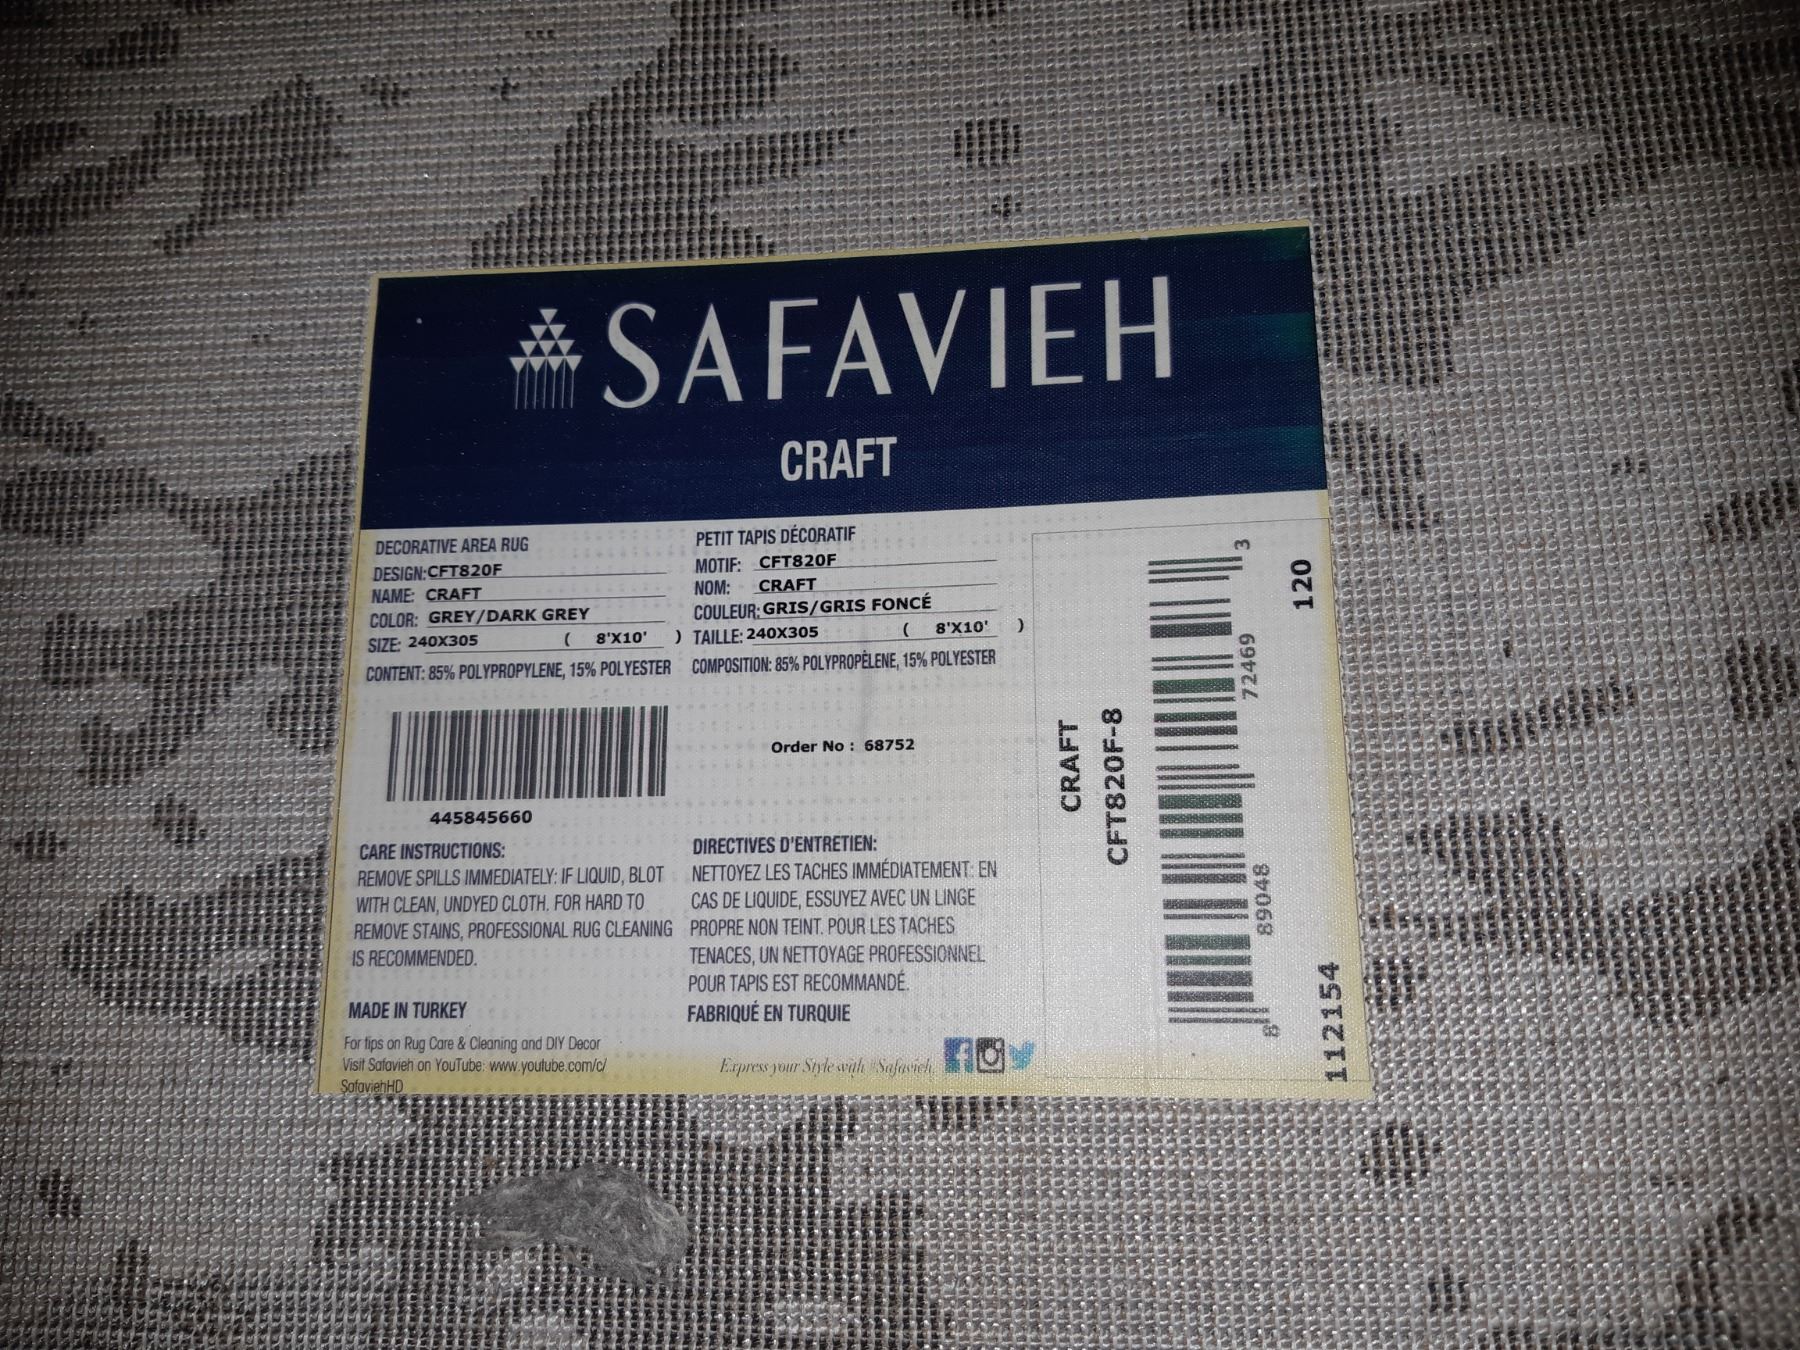 SAFAVIEH
CRAFT
DECORATIVE AREA RUG
DESIGN: CFT820F
NAME: CRAFT
COLOR: GREY/DARK GREY
SIZE: 240X305 ( 8'X10' )
CONTENT: 85% POLYPROPYLENE, 15% POLYESTER
445845660
CARE INSTRUCTIONS:
REMOVE SPILLS IMMEDIATELY: IF LIQUID, BLOT
WITH CLEAN, UNDYED CLOTH. FOR HARD TO
REMOVE STAINS, PROFESSIONAL RUG CLEANING
IS RECOMMENDED.
MADE IN TURKEY
For tips on Rug Care & Cleaning and DIY Decor
Visit Safavieh on YouTube: www.youtube.com/c/
SafaviehHD
PETIT TAPIS DÉCORATIF
MOTIF: CFT820F
NOM: CRAFT
COULEUR: GRIS/GRIS FONCÉ
TAILLE: 240X305 ( 8'X10' )
COMPOSITION: 85% POLYPROPÈLENE, 15% POLYESTER
Order No : 68752
DIRECTIVES D'ENTRETIEN:
NETTOYEZ LES TACHES IMMÉDIATEMENT: EN
CAS DE LIQUIDE, ESSUYEZ AVEC UN LINGE
PROPRE NON TEINT. POUR LES TACHES
TENACES, UN NETTOYAGE PROFESSIONNEL
POUR TAPIS EST RECOMMANDÉ.
FABRIQUÉ EN TURQUIE
Express your Style with #Safavieh
CRAFT
CFT820F-8
8 89048 72469 3
112154 120